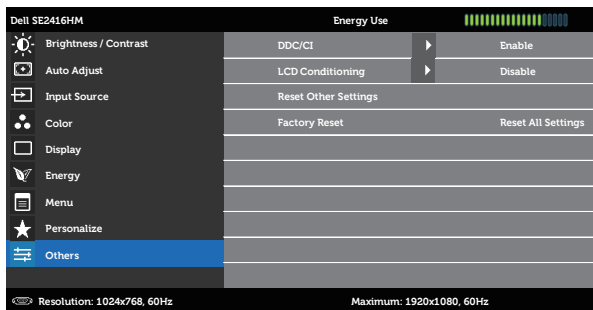 Dell SE2416HM Energy Use
Brightness / Contrast DDC/CI Enable
Auto Adjust LCD Conditioning Disable
Input Source Reset Other Settings
Color Factory Reset Reset All Settings
Display
Energy
Menu
Personalize
Others
Resolution: 1024x768, 60Hz Maximum: 1920x1080, 60Hz